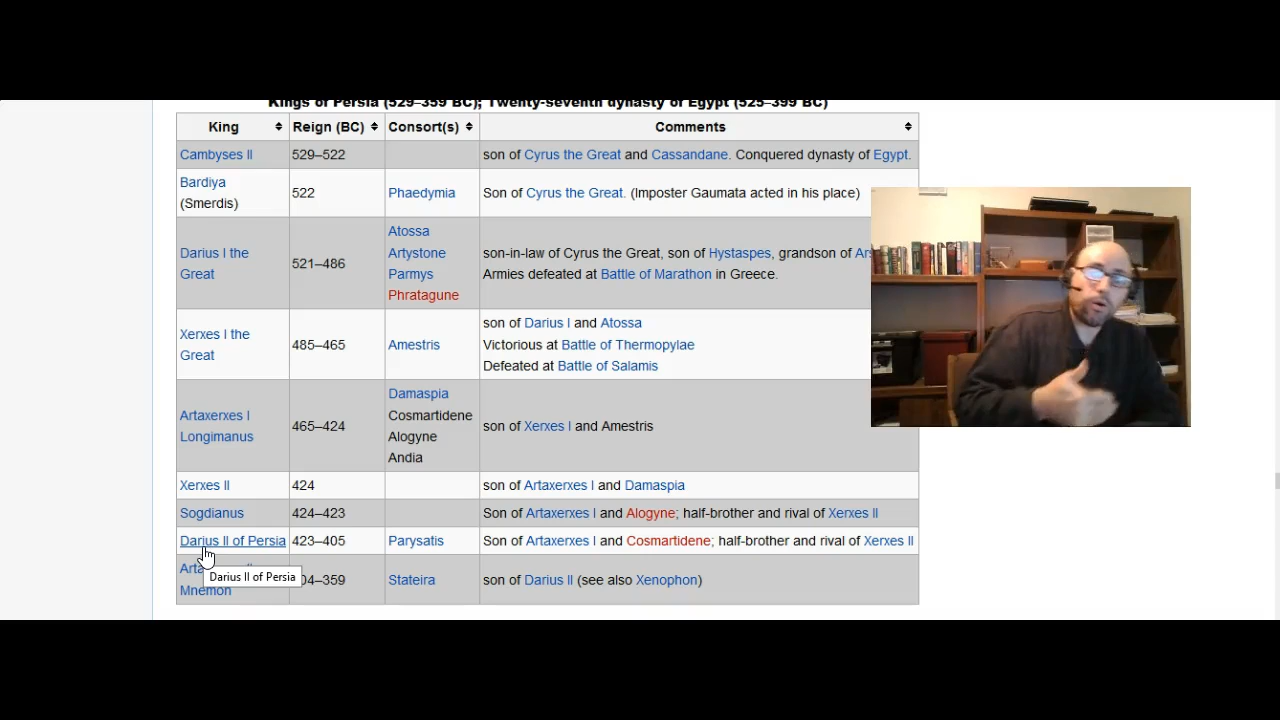 Kings of Persia (529–359 BC); Twenty-seventh dynasty of Egypt (525–399 BC)
King Reign (BC) Consort(s) Comments
Cambyses II 529–522 son of Cyrus the Great and Cassandane. Conquered dynasty of Egypt.
Bardiya
(Smerdis) 522 Phaedymia Son of Cyrus the Great. (Imposter Gaumata acted in his place)
Atossa
Darius I the Artystone son-in-law of Cyrus the Great, son of Hystaspes, grandson of
Great 521–486 Parmys Armies defeated at Battle of Marathon in Greece.
Phratagune
son of Darius I and Atossa
Xerxes I the
Great 485–465 Amestris Victorious at Battle of Thermopylae
Defeated at Battle of Salamis
Damaspia
Artaxerxes I Cosmartidene
Longimanus 465–424 Alogyne son of Xerxes I and Amestris
Andia
Xerxes II 424 son of Artaxerxes I and Damaspia
Sogdianus 424–423 Son of Artaxerxes I and Alogyne; half-brother and rival of Xerxes II
Darius II of Persia 423–405 Parysatis Son of Artaxerxes I and Cosmartidene; half-brother and rival of Xerxes II
Darius II of Persia
Mnemon Stateira son of Darius II (see also Xenophon)